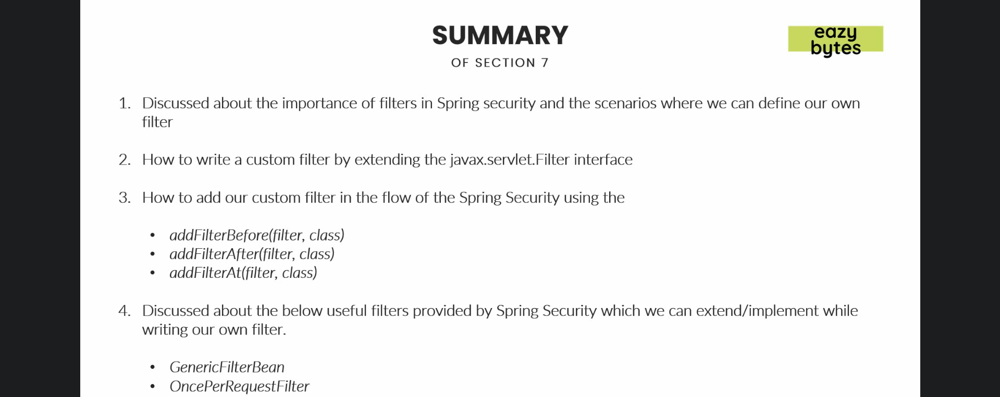 SUMMARY
eazy
bytes
OF SECTION 7
1. Discussed about the importance of filters in Spring security and the scenarios where we can define our own
filter
2. How to write a custom filter by extending the javax.servlet.Filter interface
3. How to add our custom filter in the flow of the Spring Security using the
• addFilterBefore(filter, class)
• addFilterAfter(filter, class)
• addFilterAt(filter, class)
4. Discussed about the below useful filters provided by Spring Security which we can extend/implement while
writing our own filter.
• GenericFilterBean
• OncePerRequestFilter